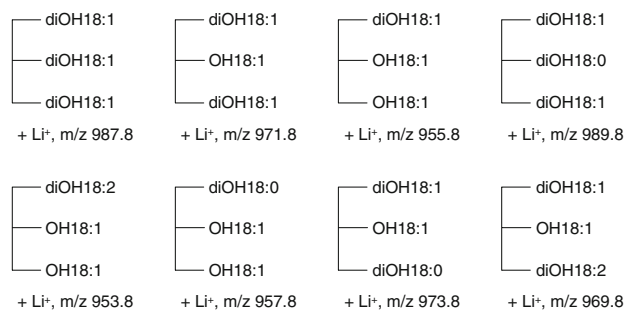 diOH18:1 diOH18:1 diOH18:1 diOH18:1
diOH18:1 OH18:1 OH18:1 diOH18:0
diOH18:1 diOH18:1 OH18:1 diOH18:1
+ Li⁺, m/z 987.8 + Li⁺, m/z 971.8 + Li⁺, m/z 955.8 + Li⁺, m/z 989.8
diOH18:2 diOH18:0 diOH18:1 diOH18:1
OH18:1 OH18:1 OH18:1 OH18:1
OH18:1 OH18:1 diOH18:0 diOH18:2
+ Li⁺, m/z 953.8 + Li⁺, m/z 957.8 + Li⁺, m/z 973.8 + Li⁺, m/z 969.8